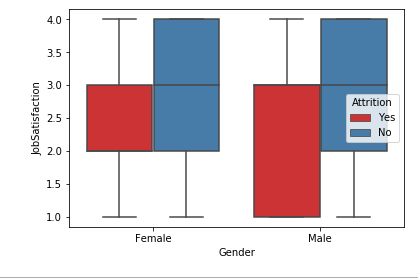 4.0
3.5
3.0
2.5
2.0
1.5
1.0
JobSatisfaction
Attrition
Yes
No
Female
Male
Gender